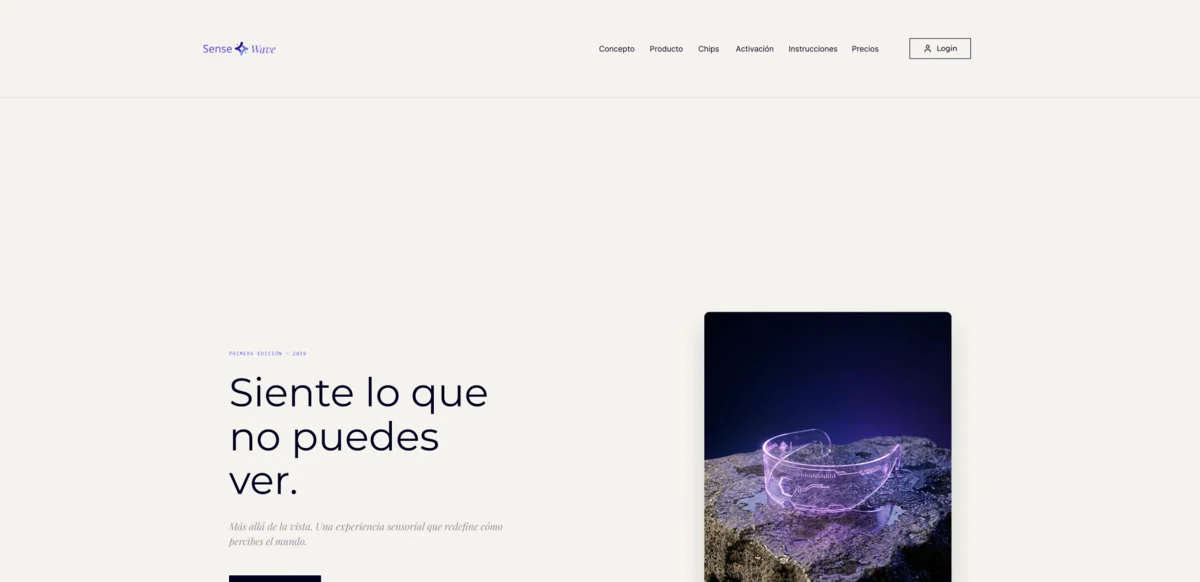 Sense Wave
Concepto
Producto
Chips
Activación
Instrucciones
Precios
Login
PRIMERA EDICIÓN — 2026
Siente lo que
no puedes
ver.
Más allá de la vista. Una experiencia sensorial que redefine cómo
percibes el mundo.